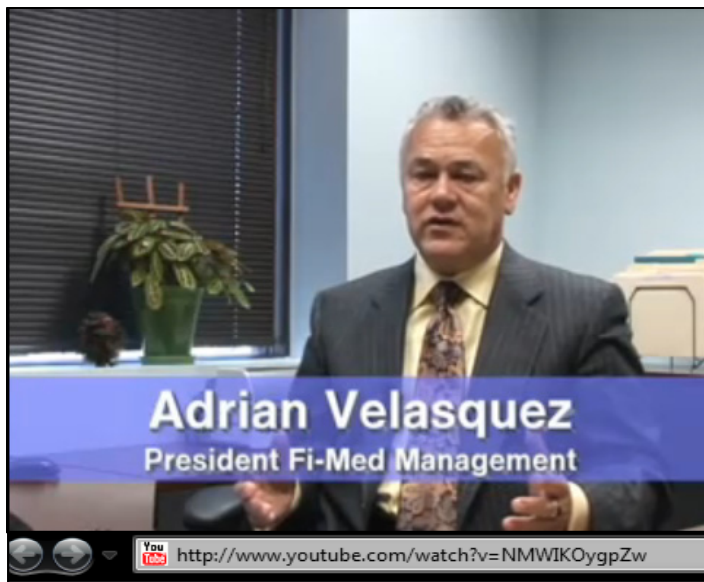 Adrian Velasquez
President Fi-Med Management
You Tube http://www.youtube.com/watch?v=NMWIKOygpZw